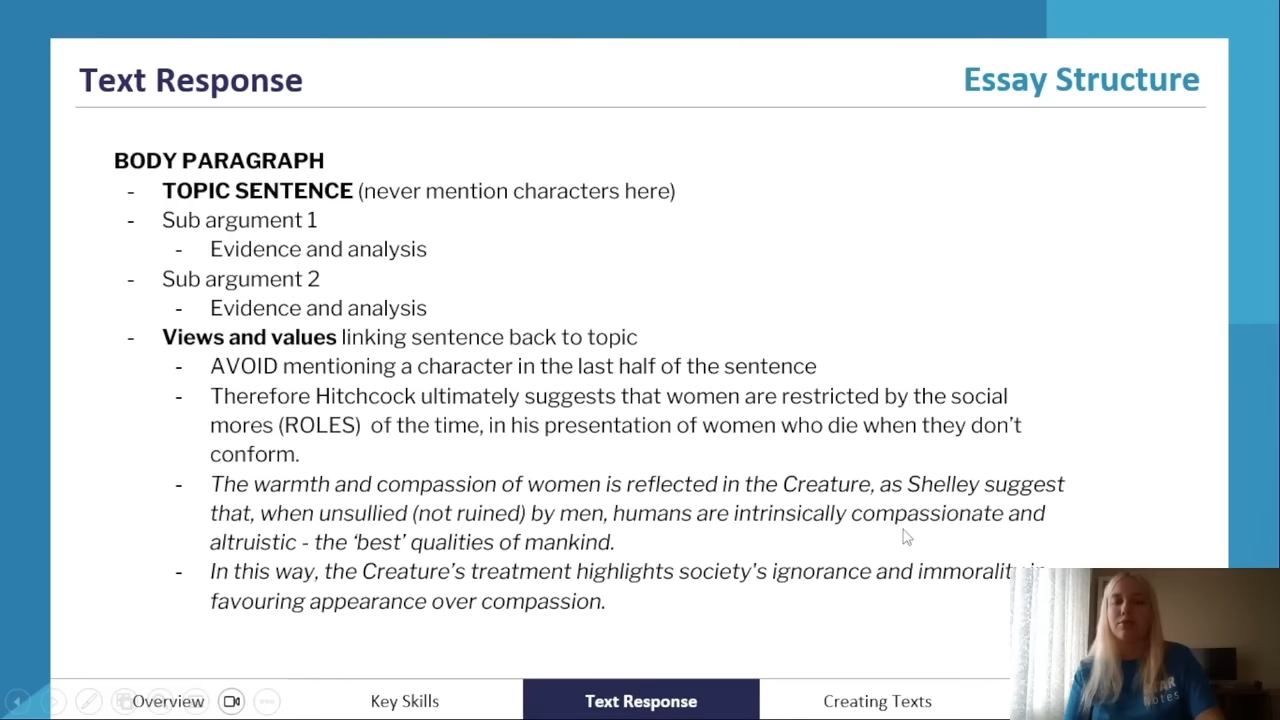 Text Response
Essay Structure
BODY PARAGRAPH
- TOPIC SENTENCE (never mention characters here)
- Sub argument 1
- Evidence and analysis
- Sub argument 2
- Evidence and analysis
- Views and values linking sentence back to topic
- AVOID mentioning a character in the last half of the sentence
- Therefore Hitchcock ultimately suggests that women are restricted by the social
mores (ROLES) of the time, in his presentation of women who die when they don't
conform.
- The warmth and compassion of women is reflected in the Creature, as Shelley suggest
that, when unsullied (not ruined) by men, humans are intrinsically compassionate and
altruistic - the 'best' qualities of mankind.
- In this way, the Creature's treatment highlights society's ignorance and immorality in
favouring appearance over compassion.
Overview
Key Skills
Text Response
Creating Texts